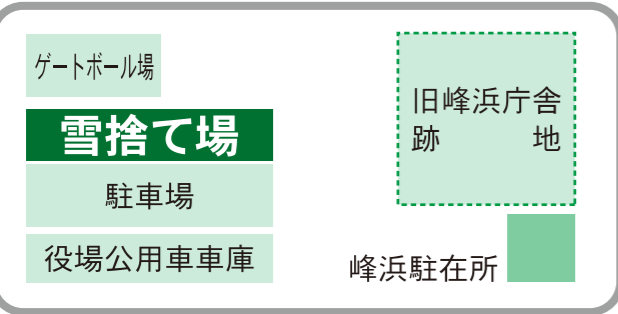 ゲートボール場
雪捨て場
駐車場
役場公用車車庫
旧峰浜庁舎
跡地
峰浜駐在所